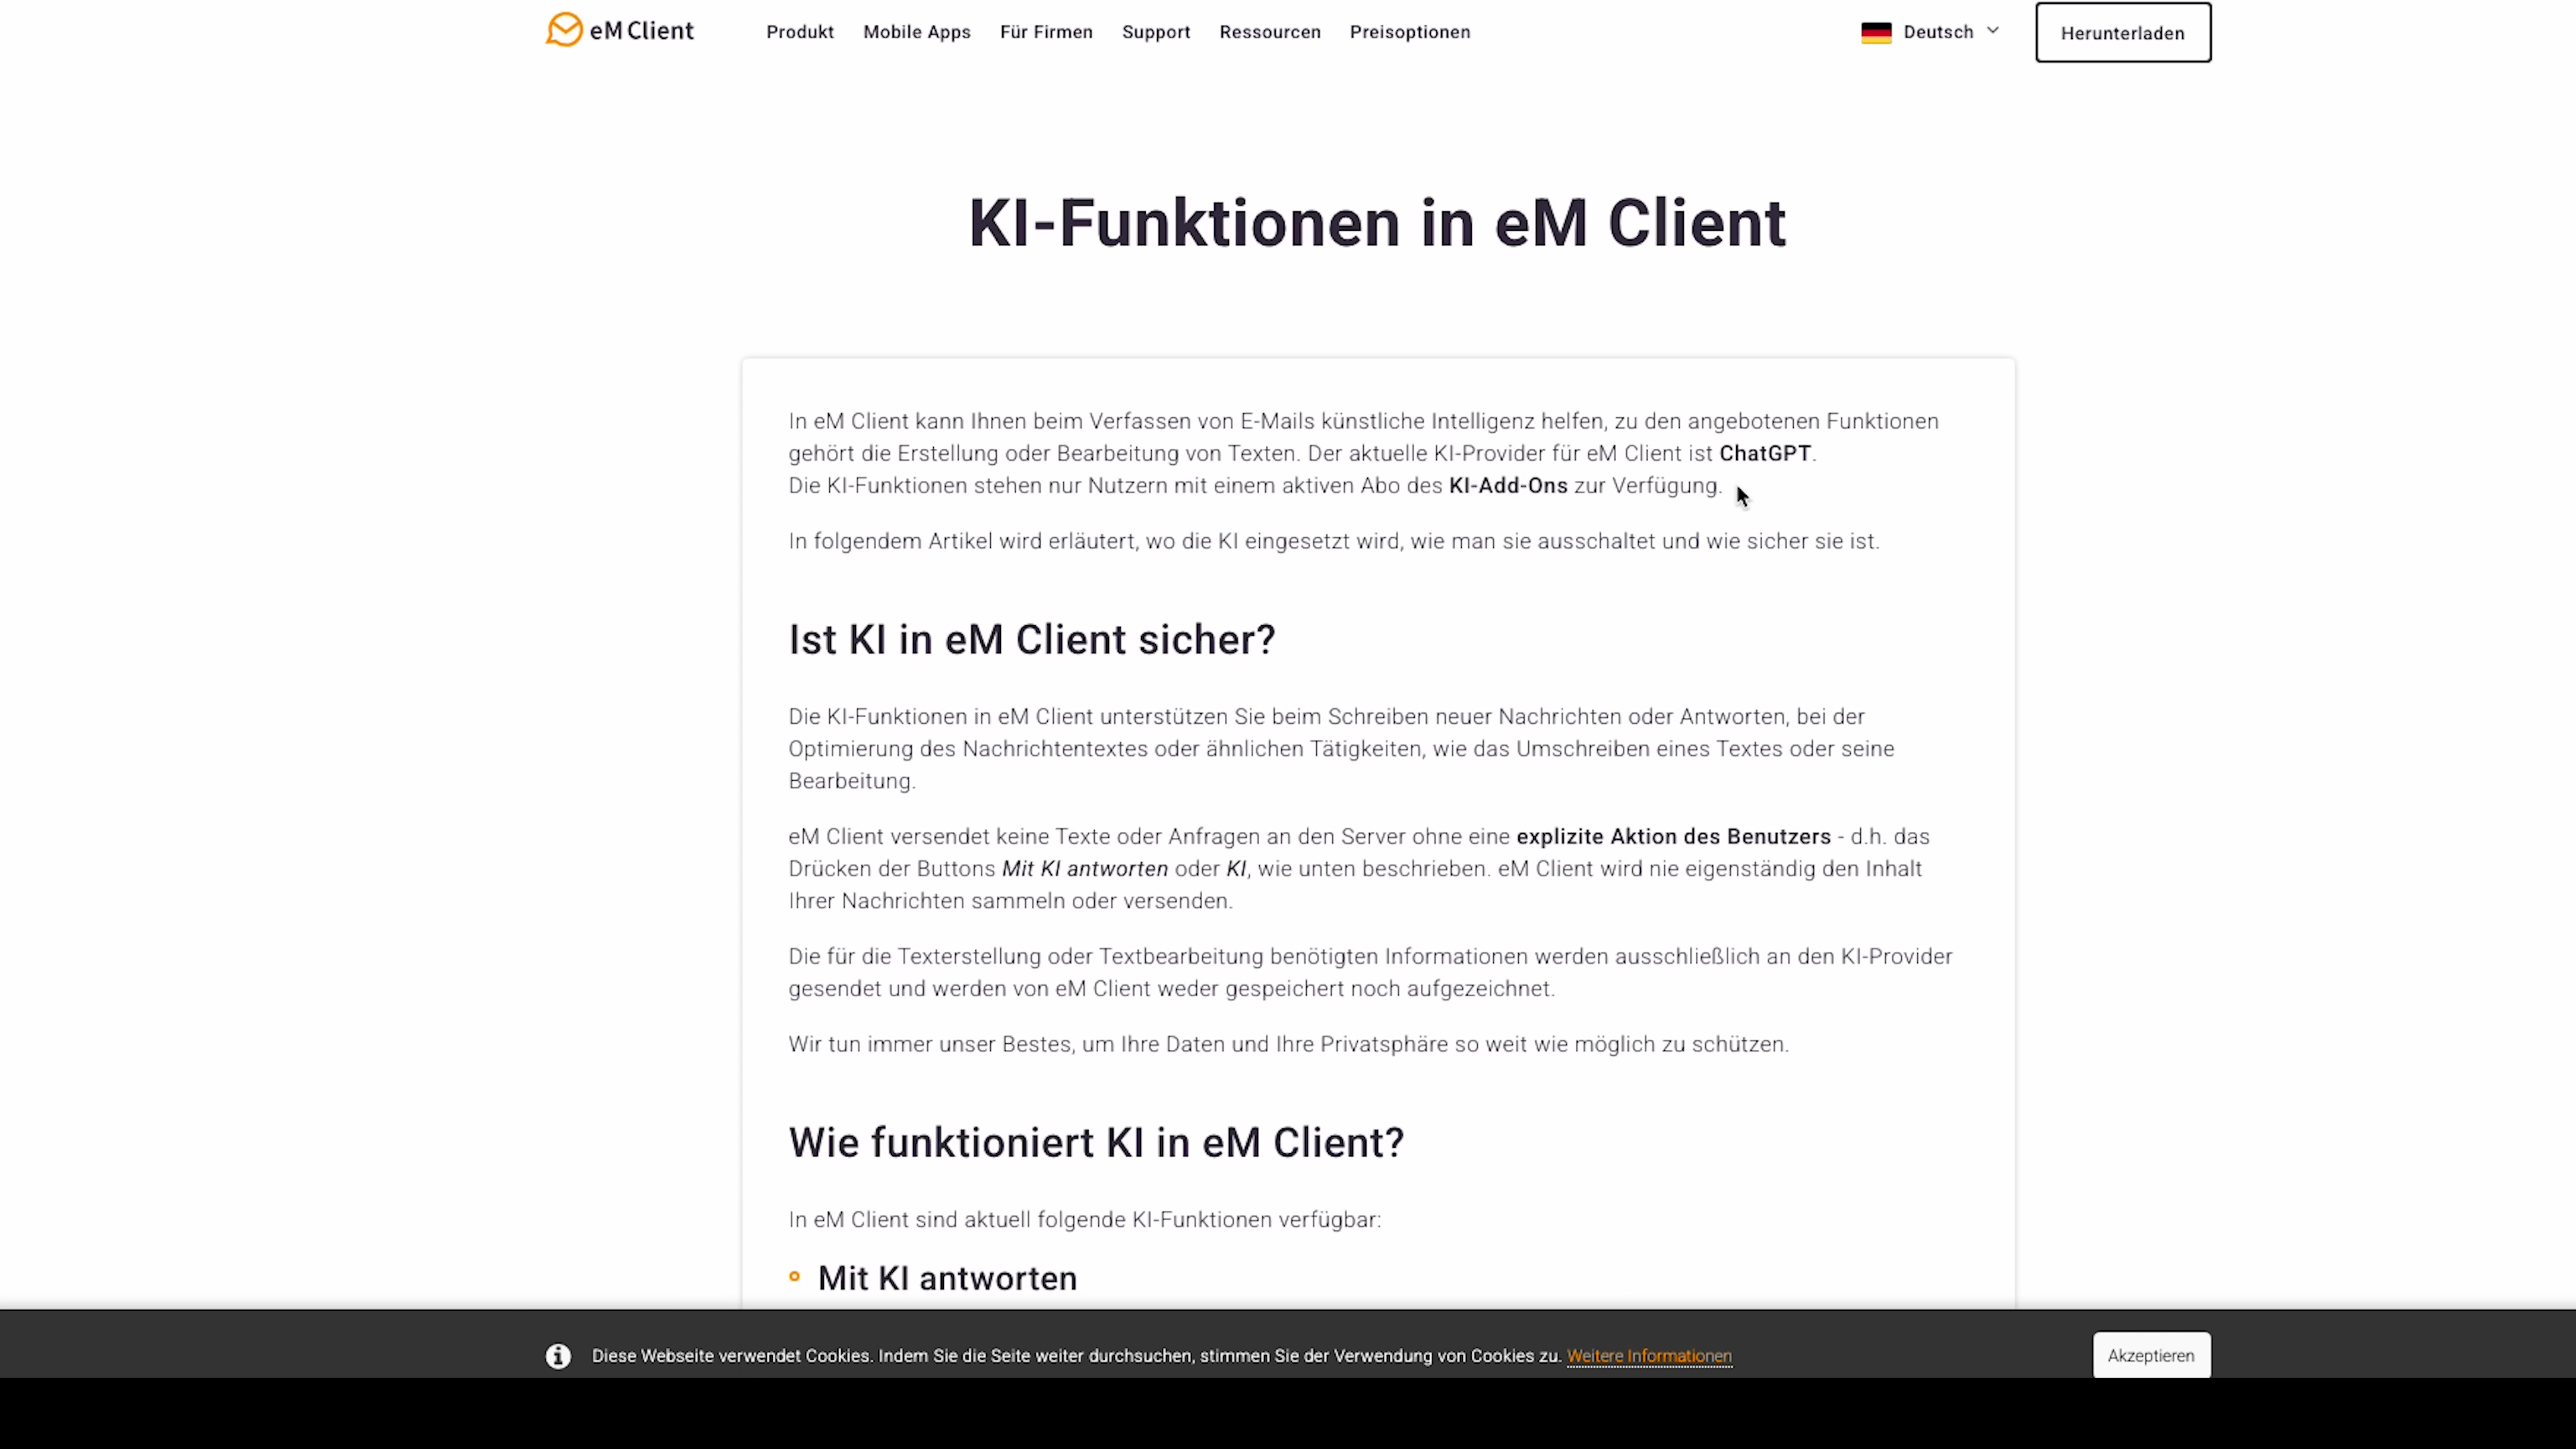 eM Client
Produkt Mobile Apps Für Firmen Support Ressourcen Preisoptionen
Deutsch
Herunterladen
KI-Funktionen in eM Client
In eM Client kann Ihnen beim Verfassen von E-Mails künstliche Intelligenz helfen, zu den angebotenen Funktionen
gehört die Erstellung oder Bearbeitung von Texten. Der aktuelle KI-Provider für eM Client ist ChatGPT.
Die KI-Funktionen stehen nur Nutzern mit einem aktiven Abo des KI-Add-Ons zur Verfügung.
In folgendem Artikel wird erläutert, wo die KI eingesetzt wird, wie man sie ausschaltet und wie sicher sie ist.
Ist KI in eM Client sicher?
Die KI-Funktionen in eM Client unterstützen Sie beim Schreiben neuer Nachrichten oder Antworten, bei der
Optimierung des Nachrichtentextes oder ähnlichen Tätigkeiten, wie das Umschreiben eines Textes oder seine
Bearbeitung.
eM Client versendet keine Texte oder Anfragen an den Server ohne eine explizite Aktion des Benutzers - d.h. das
Drücken der Buttons Mit KI antworten oder KI, wie unten beschrieben. eM Client wird nie eigenständig den Inhalt
Ihrer Nachrichten sammeln oder versenden.
Die für die Texterstellung oder Textbearbeitung benötigten Informationen werden ausschließlich an den KI-Provider
gesendet und werden von eM Client weder gespeichert noch aufgezeichnet.
Wir tun immer unser Bestes, um Ihre Daten und Ihre Privatsphäre so weit wie möglich zu schützen.
Wie funktioniert KI in eM Client?
In eM Client sind aktuell folgende KI-Funktionen verfügbar:
Mit KI antworten
Diese Webseite verwendet Cookies. Indem Sie die Seite weiter durchsuchen, stimmen Sie der Verwendung von Cookies zu. Weitere Informationen
Akzeptieren